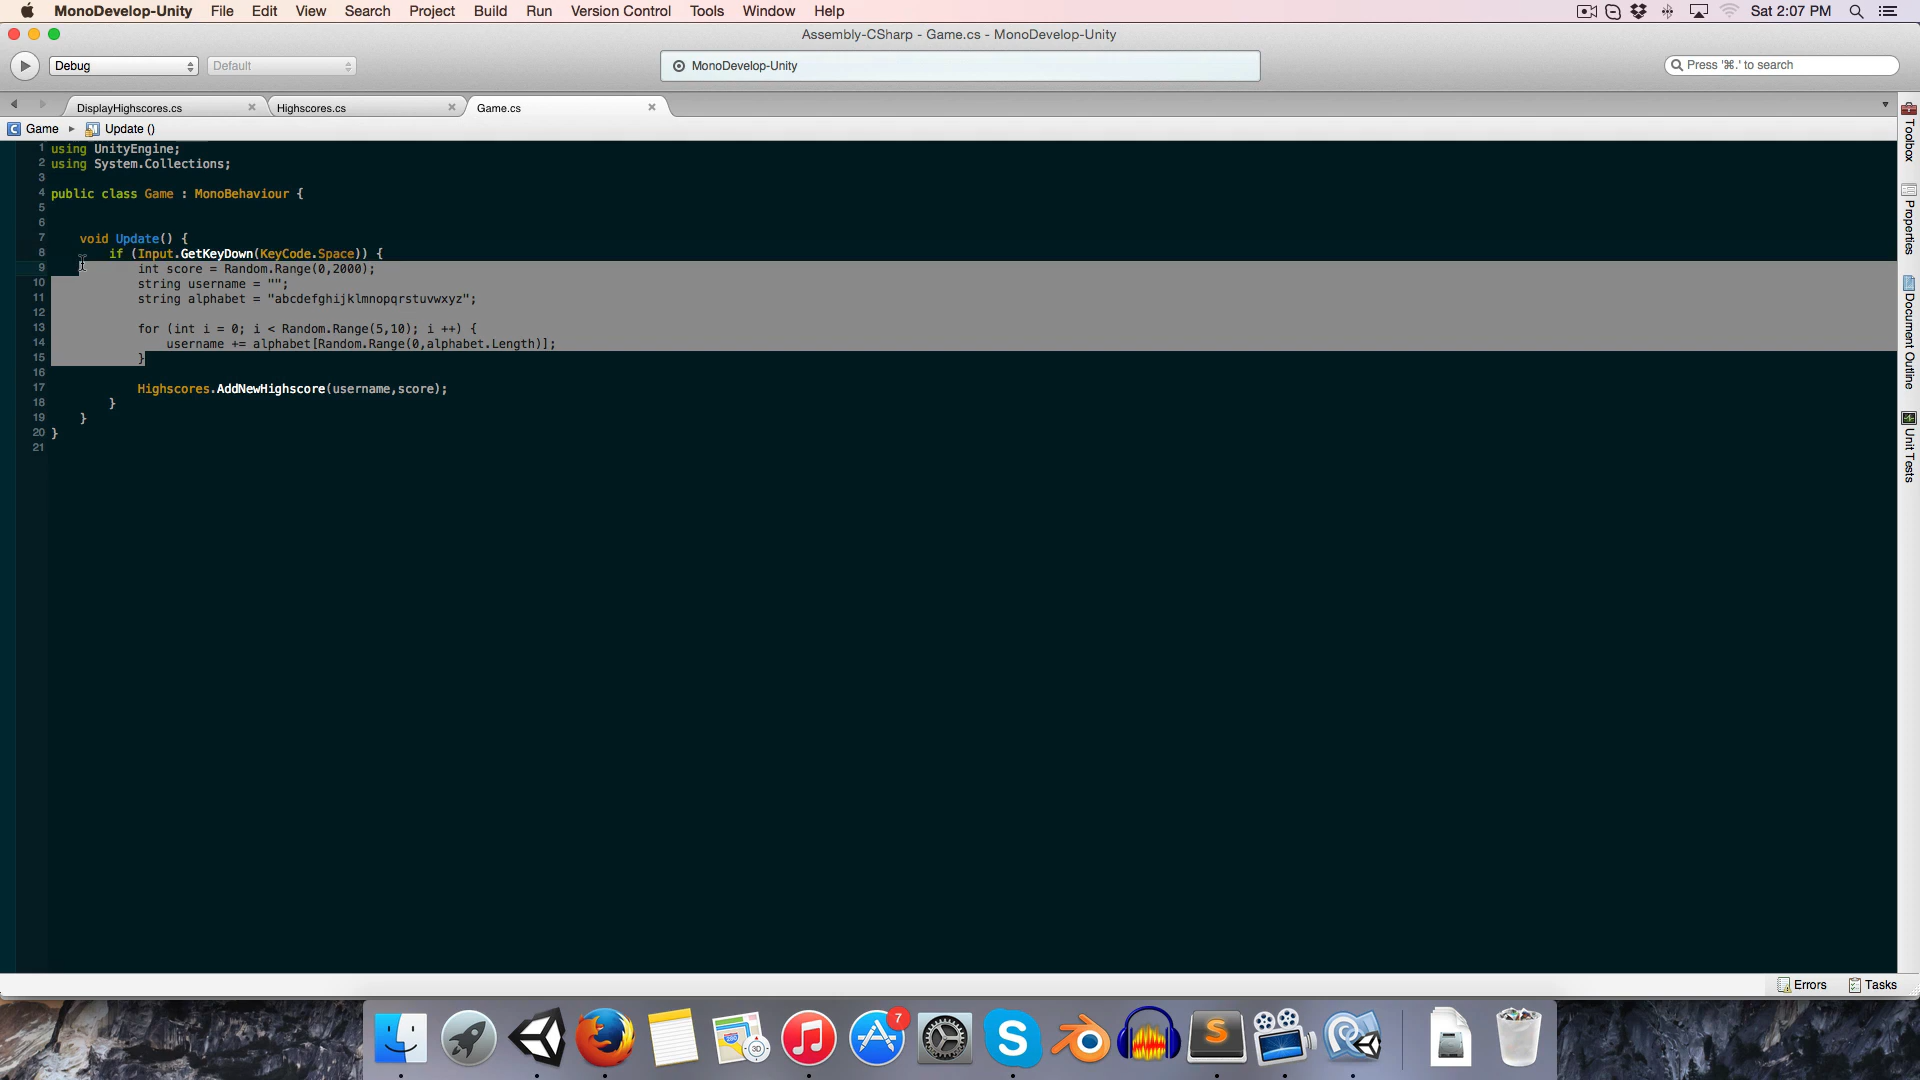 MonoDevelop-Unity File Edit View Search Project Build Run Version Control Tools Window Help Sat 2:07 PM
Assembly-CSharp - Game.cs - MonoDevelop-Unity
Debug Default MonoDevelop-Unity Press '⌘.' to search
DisplayHighscores.cs Highscores.cs Game.cs
C Game Update ()
1 using UnityEngine;
2 using System.Collections;
3
4 public class Game : MonoBehaviour {
5
6
7 void Update() {
8 if (Input.GetKeyDown(KeyCode.Space)) {
9 int score = Random.Range(0,2000);
10 string username = "";
11 string alphabet = "abcdefghijklmnopqrstuvwxyz";
12
13 for (int i = 0; i < Random.Range(5,10); i ++) {
14 username += alphabet[Random.Range(0,alphabet.Length)];
15 }
16
17 Highscores.AddNewHighscore(username,score);
18 }
19 }
20 }
21
Toolbox
Properties
Document Outline
Unit Tests
Errors Tasks
7
3D
S
S